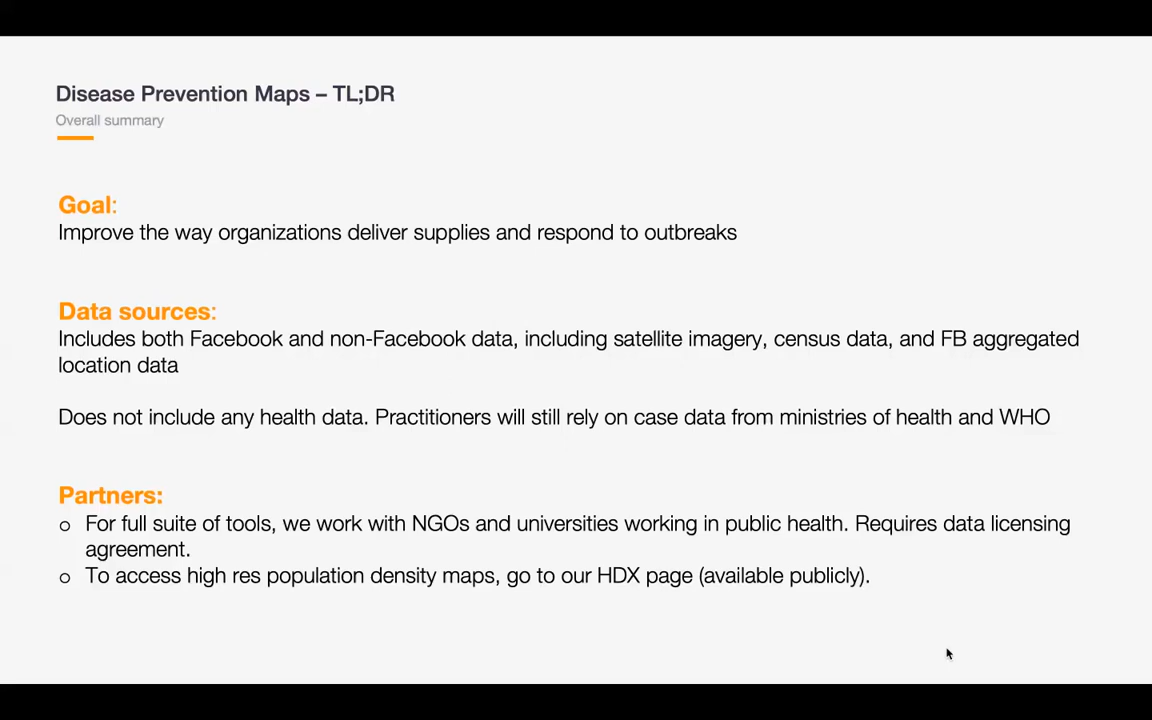 Disease Prevention Maps – TL;DR
Overall summary
Goal:
Improve the way organizations deliver supplies and respond to outbreaks
Data sources:
Includes both Facebook and non-Facebook data, including satellite imagery, census data, and FB aggregated
location data
Does not include any health data. Practitioners will still rely on case data from ministries of health and WHO
Partners:
o For full suite of tools, we work with NGOs and universities working in public health. Requires data licensing
agreement.
o To access high res population density maps, go to our HDX page (available publicly).